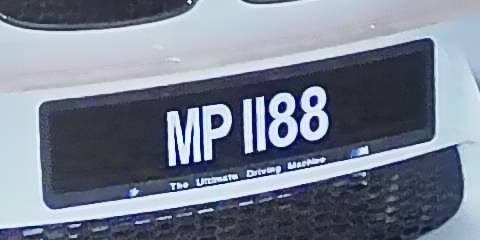 MP 1188
The Ultimate Driving Machine